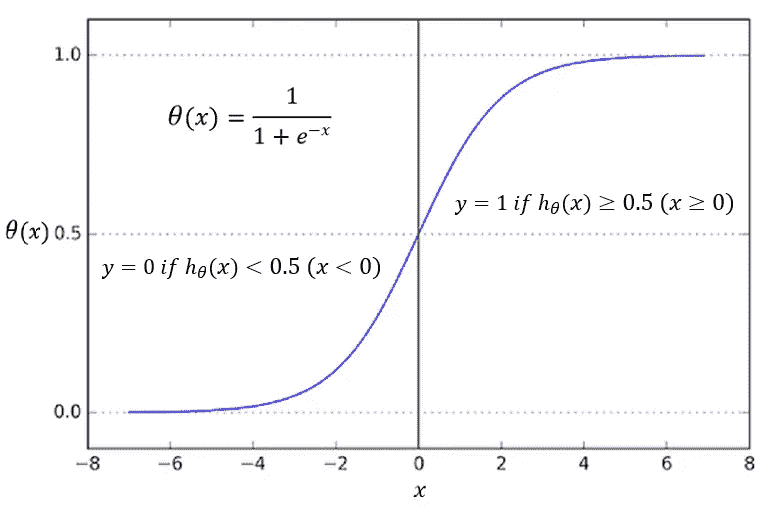 1.0
θ(x) = 1 / (1 + e^{−x})
y = 1 if h_θ(x) ≥ 0.5 (x ≥ 0)
θ(x) 0.5
y = 0 if h_θ(x) < 0.5 (x < 0)
0.0
−8 −6 −4 −2 0 2 4 6 8
x